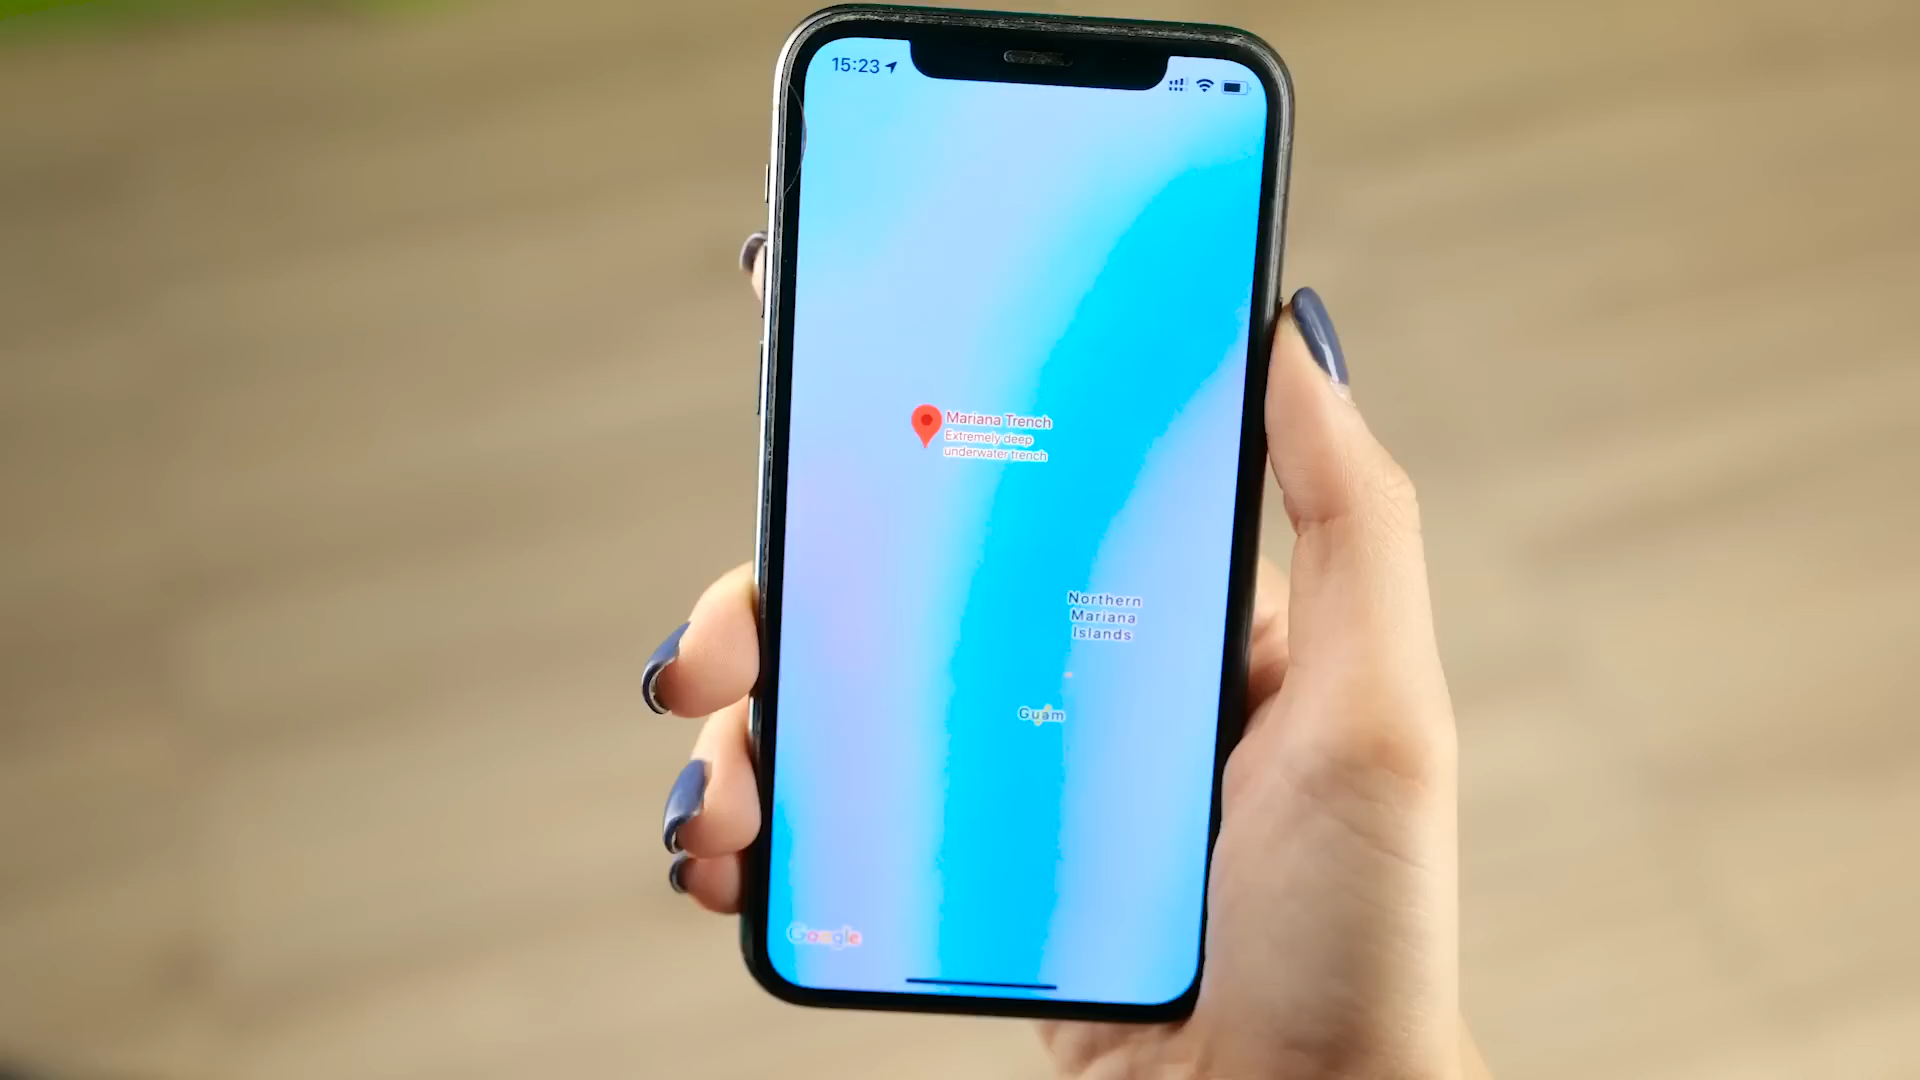 15:23
Mariana Trench
Extremely deep
underwater trench
Northern
Mariana
Islands
Guam
Google